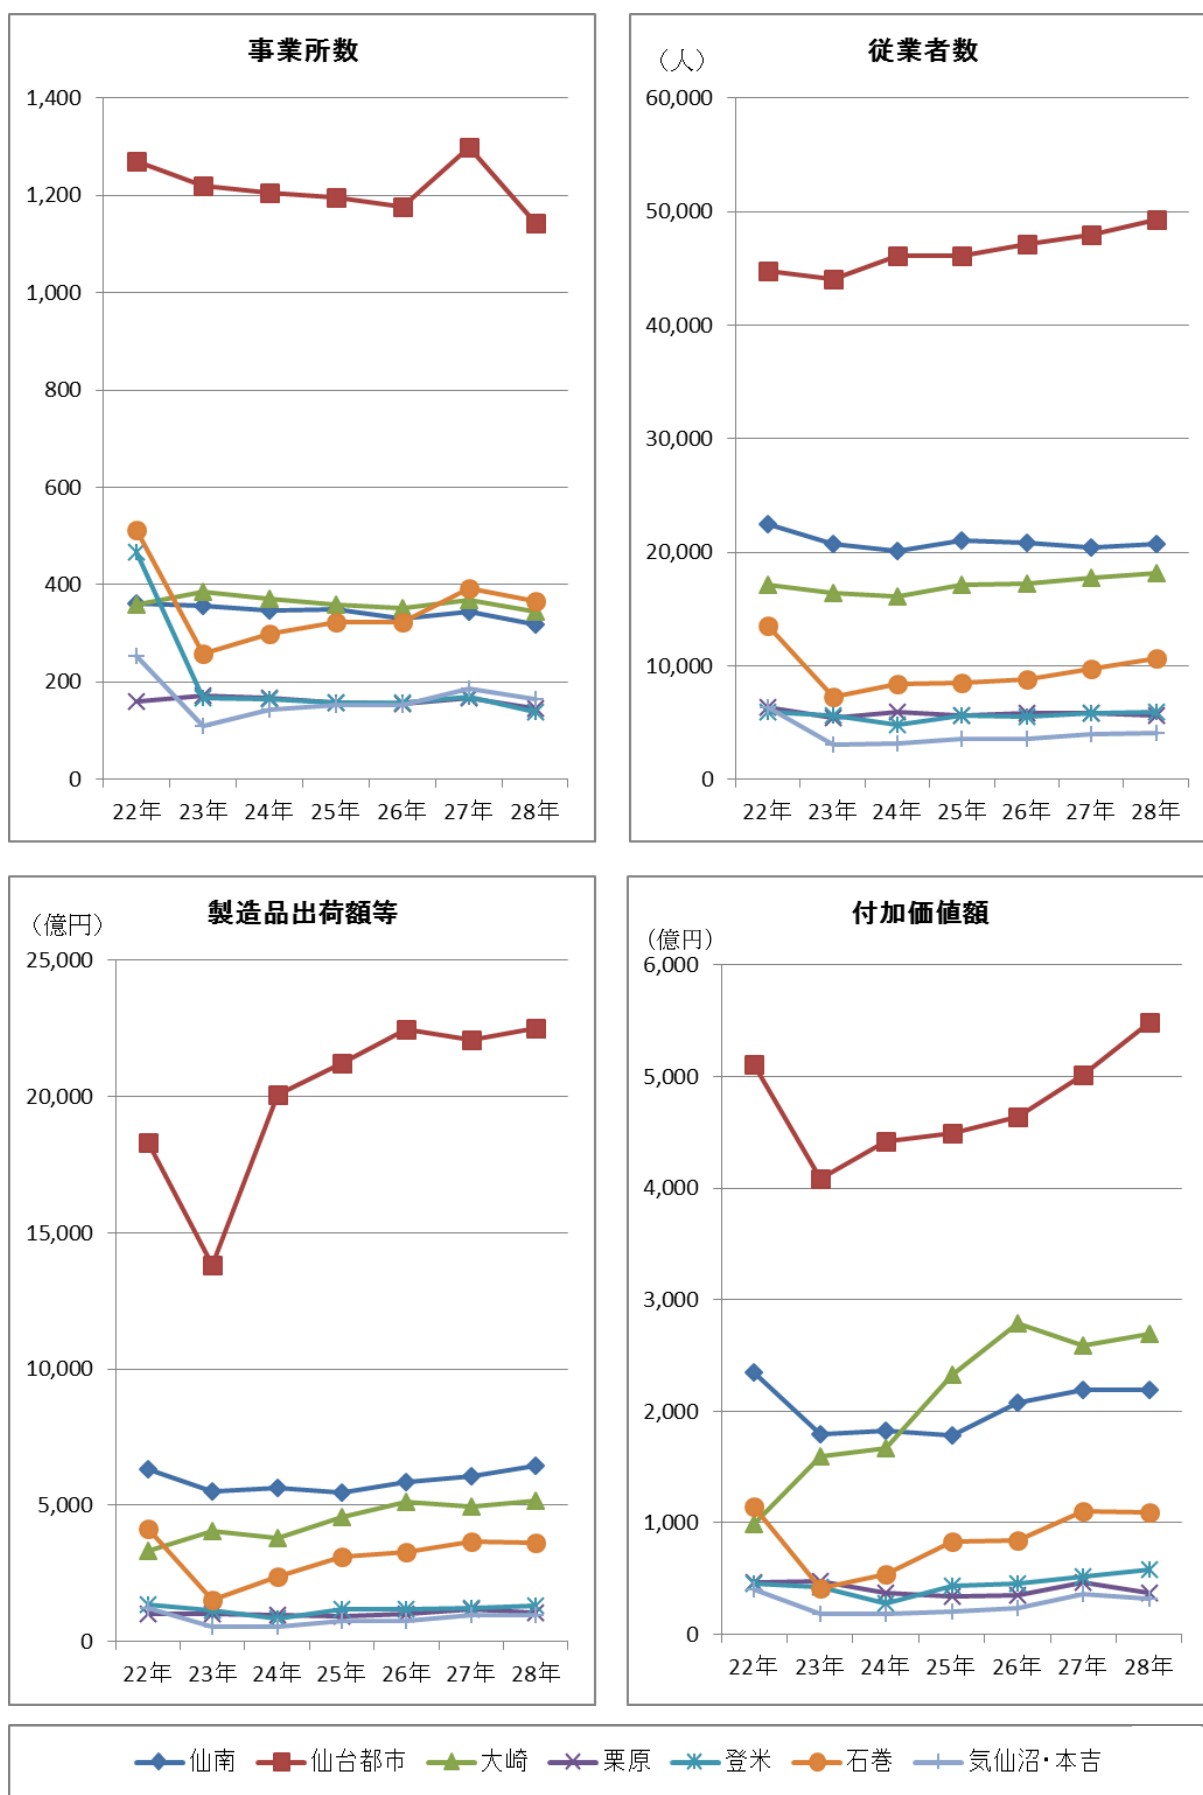 事業所数
1,400
1,200
1,000
800
600
400
200
0
22年 23年 24年 25年 26年 27年 28年
従業者数
（人）
60,000
50,000
40,000
30,000
20,000
10,000
0
22年 23年 24年 25年 26年 27年 28年
製造品出荷額等
（億円）
25,000
20,000
15,000
10,000
5,000
0
22年 23年 24年 25年 26年 27年 28年
付加価値額
（億円）
6,000
5,000
4,000
3,000
2,000
1,000
0
22年 23年 24年 25年 26年 27年 28年
仙南 仙台都市 大崎 栗原 登米 石巻 気仙沼・本吉